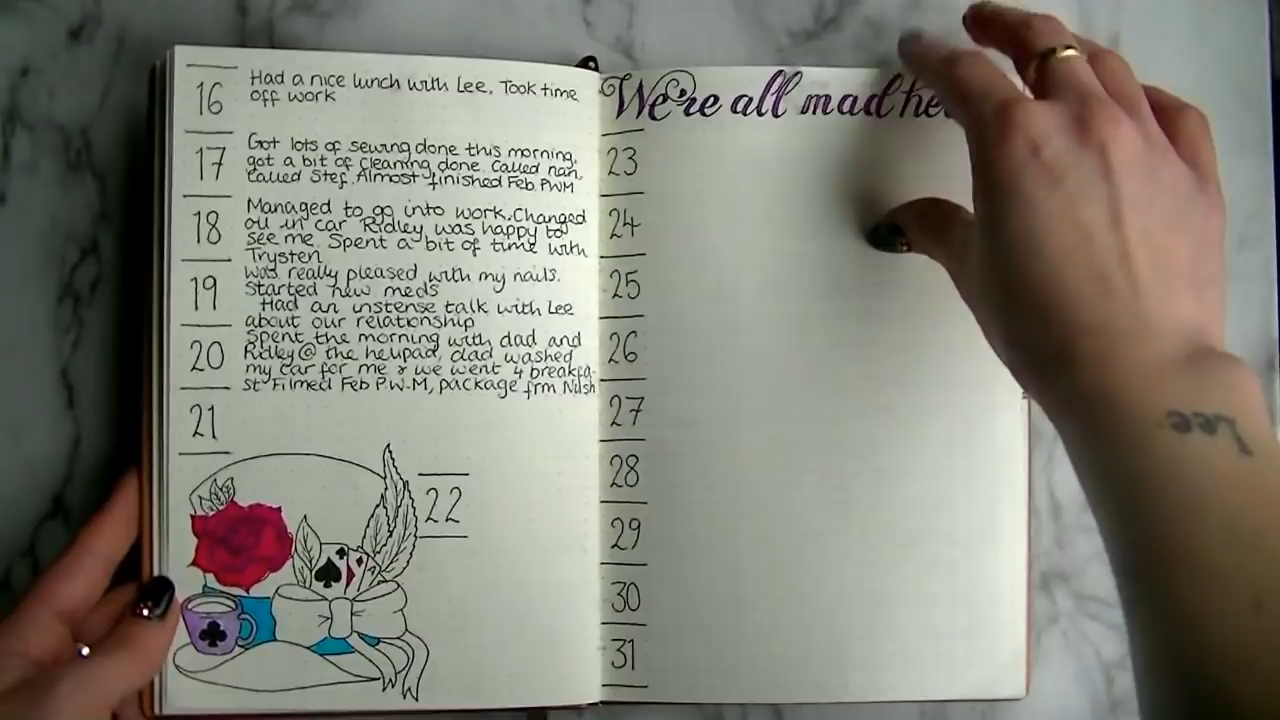 16
Had a nice lunch with Lee. Took time
off work
17
Got lots of sewing done this morning,
got a bit of cleaning done. Called nan,
called Stef. Almost finished Feb PWM
18
Managed to go into work. Changed
oil in car Ridley was happy to
see me. Spent a bit of time with
Trysten
19
was really pleased with my nails.
Started new meds
Had an instense talk with Lee
about our relationship
20
Spent the morning with dad and
Ridley @ the helipad, dad washed
my car for me & we went 4 breakfa-
st Filmed Feb P.W.M, package frm Nush
21
22
A
We're all mad he
23
24
25
26
27
28
29
30
31
Lee